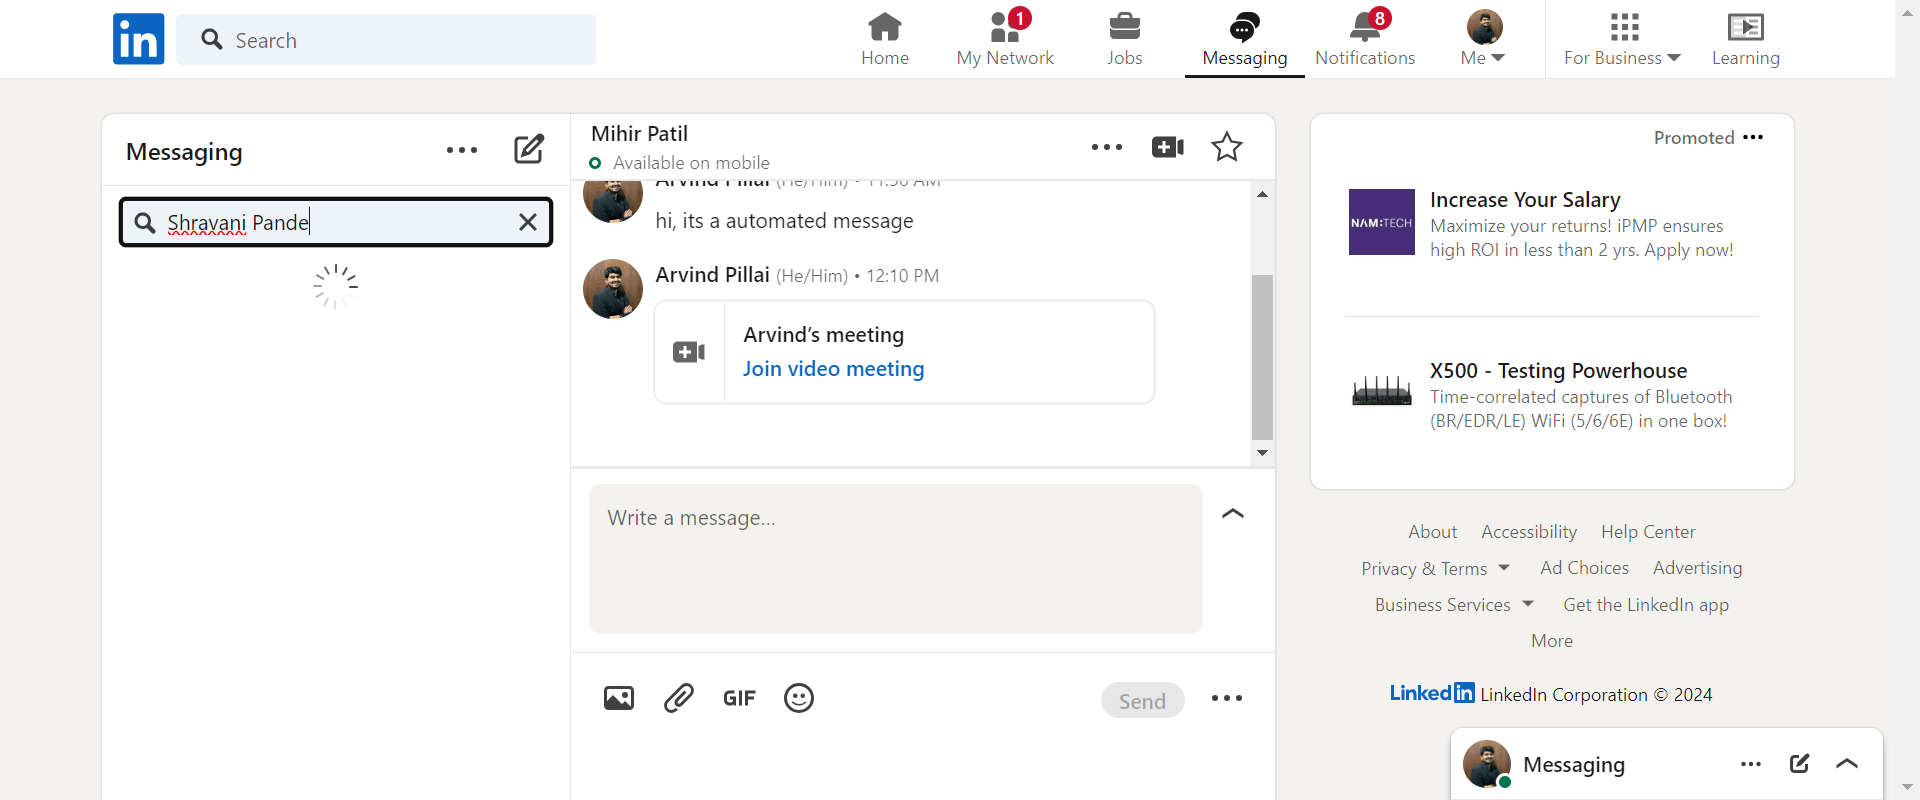 in
Search
Home
1
My Network
Jobs
Messaging
8
Notifications
Me
For Business
Learning
Messaging
Shravani Pande
Mihir Patil
Available on mobile
Arvind Pillai (He/Him) • 11:50 AM
hi, its a automated message
Arvind Pillai (He/Him) • 12:10 PM
Arvind’s meeting
Join video meeting
Write a message...
GIF
Send
Promoted
NAM:TECH
Increase Your Salary
Maximize your returns! iPMP ensures
high ROI in less than 2 yrs. Apply now!
X500 - Testing Powerhouse
Time-correlated captures of Bluetooth
(BR/EDR/LE) WiFi (5/6/6E) in one box!
About Accessibility Help Center
Privacy & Terms Ad Choices Advertising
Business Services Get the LinkedIn app
More
LinkedIn LinkedIn Corporation © 2024
Messaging